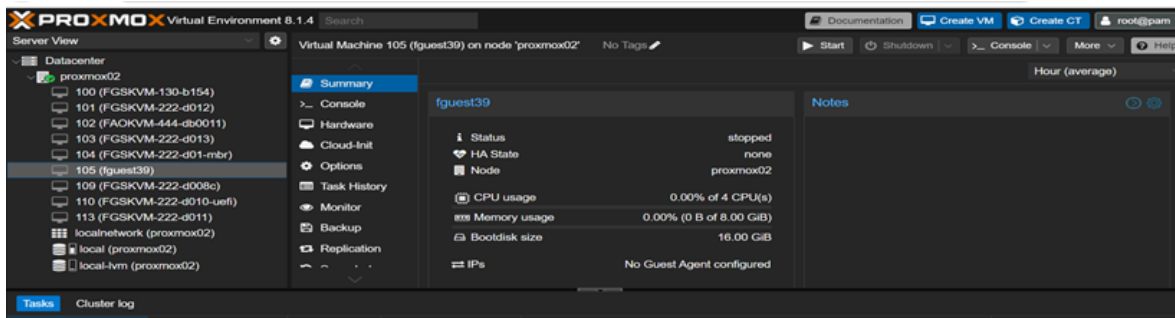 PROXMOX Virtual Environment 8.1.4 Search Documentation Create VM Create CT root@pam
Server View
Virtual Machine 105 (fguest39) on node 'proxmox02' No Tags Start Shutdown Console More Help
Datacenter
proxmox02
100 (FGSKVM-130-b154)
101 (FGSKVM-222-d012)
102 (FAOKVM-444-db0011)
103 (FGSKVM-222-d013)
104 (FGSKVM-222-d01-mbr)
105 (fguest39)
109 (FGSKVM-222-d008c)
110 (FGSKVM-222-d010-uefi)
113 (FGSKVM-222-d011)
localnetwork (proxmox02)
local (proxmox02)
local-lvm (proxmox02)
Summary
Console
Hardware
Cloud-Init
Options
Task History
Monitor
Backup
Replication
Hour (average)
fguest39
Status stopped
HA State none
Node proxmox02
CPU usage 0.00% of 4 CPU(s)
Memory usage 0.00% (0 B of 8.00 GiB)
Bootdisk size 16.00 GiB
IPs No Guest Agent configured
Notes
Tasks Cluster log